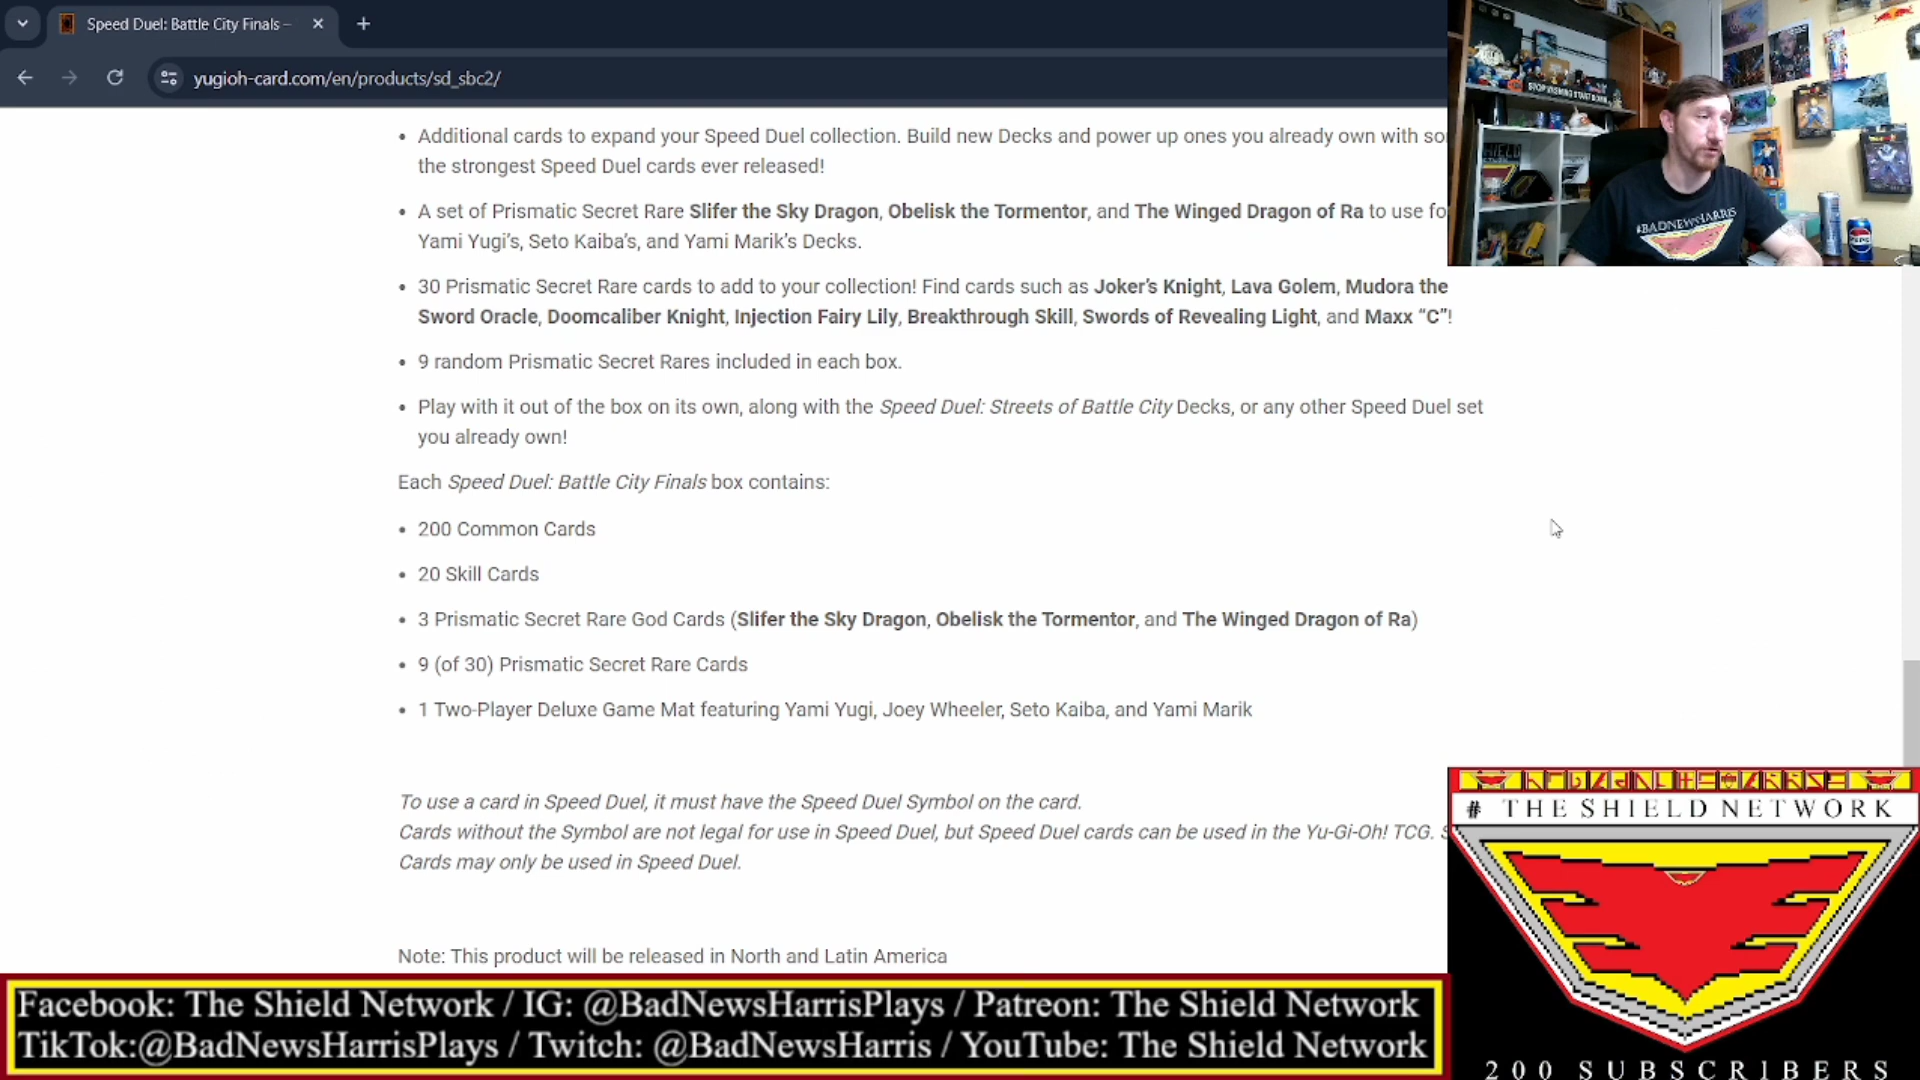 Speed Duel: Battle City Finals –
yugioh-card.com/en/products/sd_sbc2/
• Additional cards to expand your Speed Duel collection. Build new Decks and power up ones you already own with
the strongest Speed Duel cards ever released!
• A set of Prismatic Secret Rare Slifer the Sky Dragon, Obelisk the Tormentor, and The Winged Dragon of Ra to use
Yami Yugi's, Seto Kaiba's, and Yami Marik's Decks.
• 30 Prismatic Secret Rare cards to add to your collection! Find cards such as Joker's Knight, Lava Golem, Mudora the
Sword Oracle, Doomcaliber Knight, Injection Fairy Lily, Breakthrough Skill, Swords of Revealing Light, and Maxx “C”!
• 9 random Prismatic Secret Rares included in each box.
• Play with it out of the box on its own, along with the Speed Duel: Streets of Battle City Decks, or any other Speed Duel set
you already own!
Each Speed Duel: Battle City Finals box contains:
• 200 Common Cards
• 20 Skill Cards
• 3 Prismatic Secret Rare God Cards (Slifer the Sky Dragon, Obelisk the Tormentor, and The Winged Dragon of Ra)
• 9 (of 30) Prismatic Secret Rare Cards
• 1 Two-Player Deluxe Game Mat featuring Yami Yugi, Joey Wheeler, Seto Kaiba, and Yami Marik
To use a card in Speed Duel, it must have the Speed Duel Symbol on the card.
Cards without the Symbol are not legal for use in Speed Duel, but Speed Duel cards can be used in the Yu-Gi-Oh! TCG.
Cards may only be used in Speed Duel.
Note: This product will be released in North and Latin America
STOP WISHING START DOING
#BADNEWSHARRIS
PEPSI
# THE SHIELD NETWORK
200 SUBSCRIBERS
Facebook: The Shield Network / IG: @BadNewsHarrisPlays / Patreon: The Shield Network
TikTok:@BadNewsHarrisPlays / Twitch: @BadNewsHarris / YouTube: The Shield Network